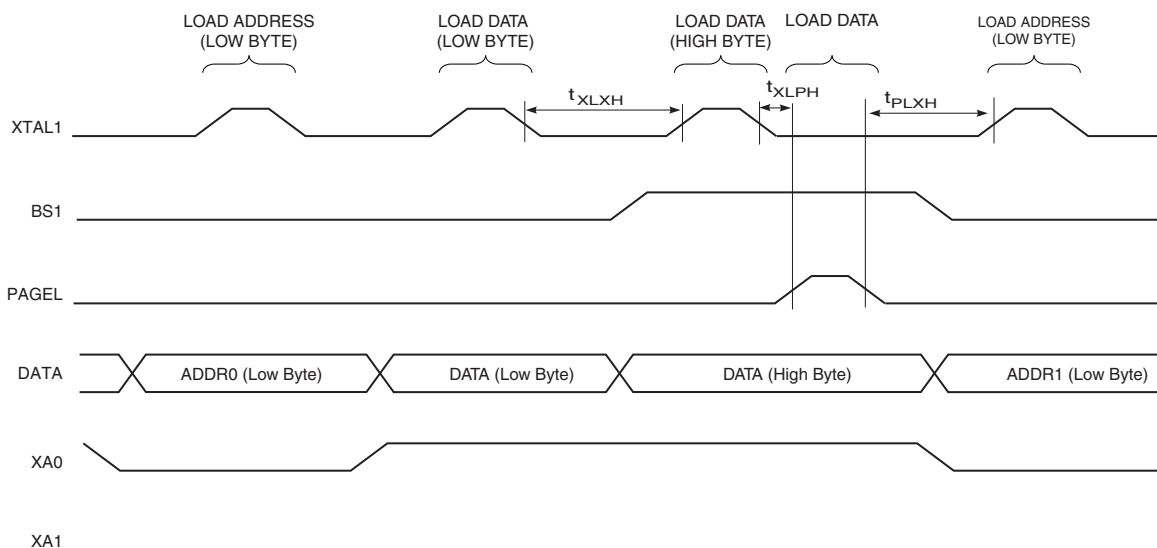 LOAD ADDRESS
(LOW BYTE)
LOAD DATA
(LOW BYTE)
LOAD DATA
(HIGH BYTE)
LOAD DATA
LOAD ADDRESS
(LOW BYTE)
XTAL1
tXLXH
tXLPH
tPLXH
BS1
PAGEL
DATA
ADDR0 (Low Byte)
DATA (Low Byte)
DATA (High Byte)
ADDR1 (Low Byte)
XA0
XA1